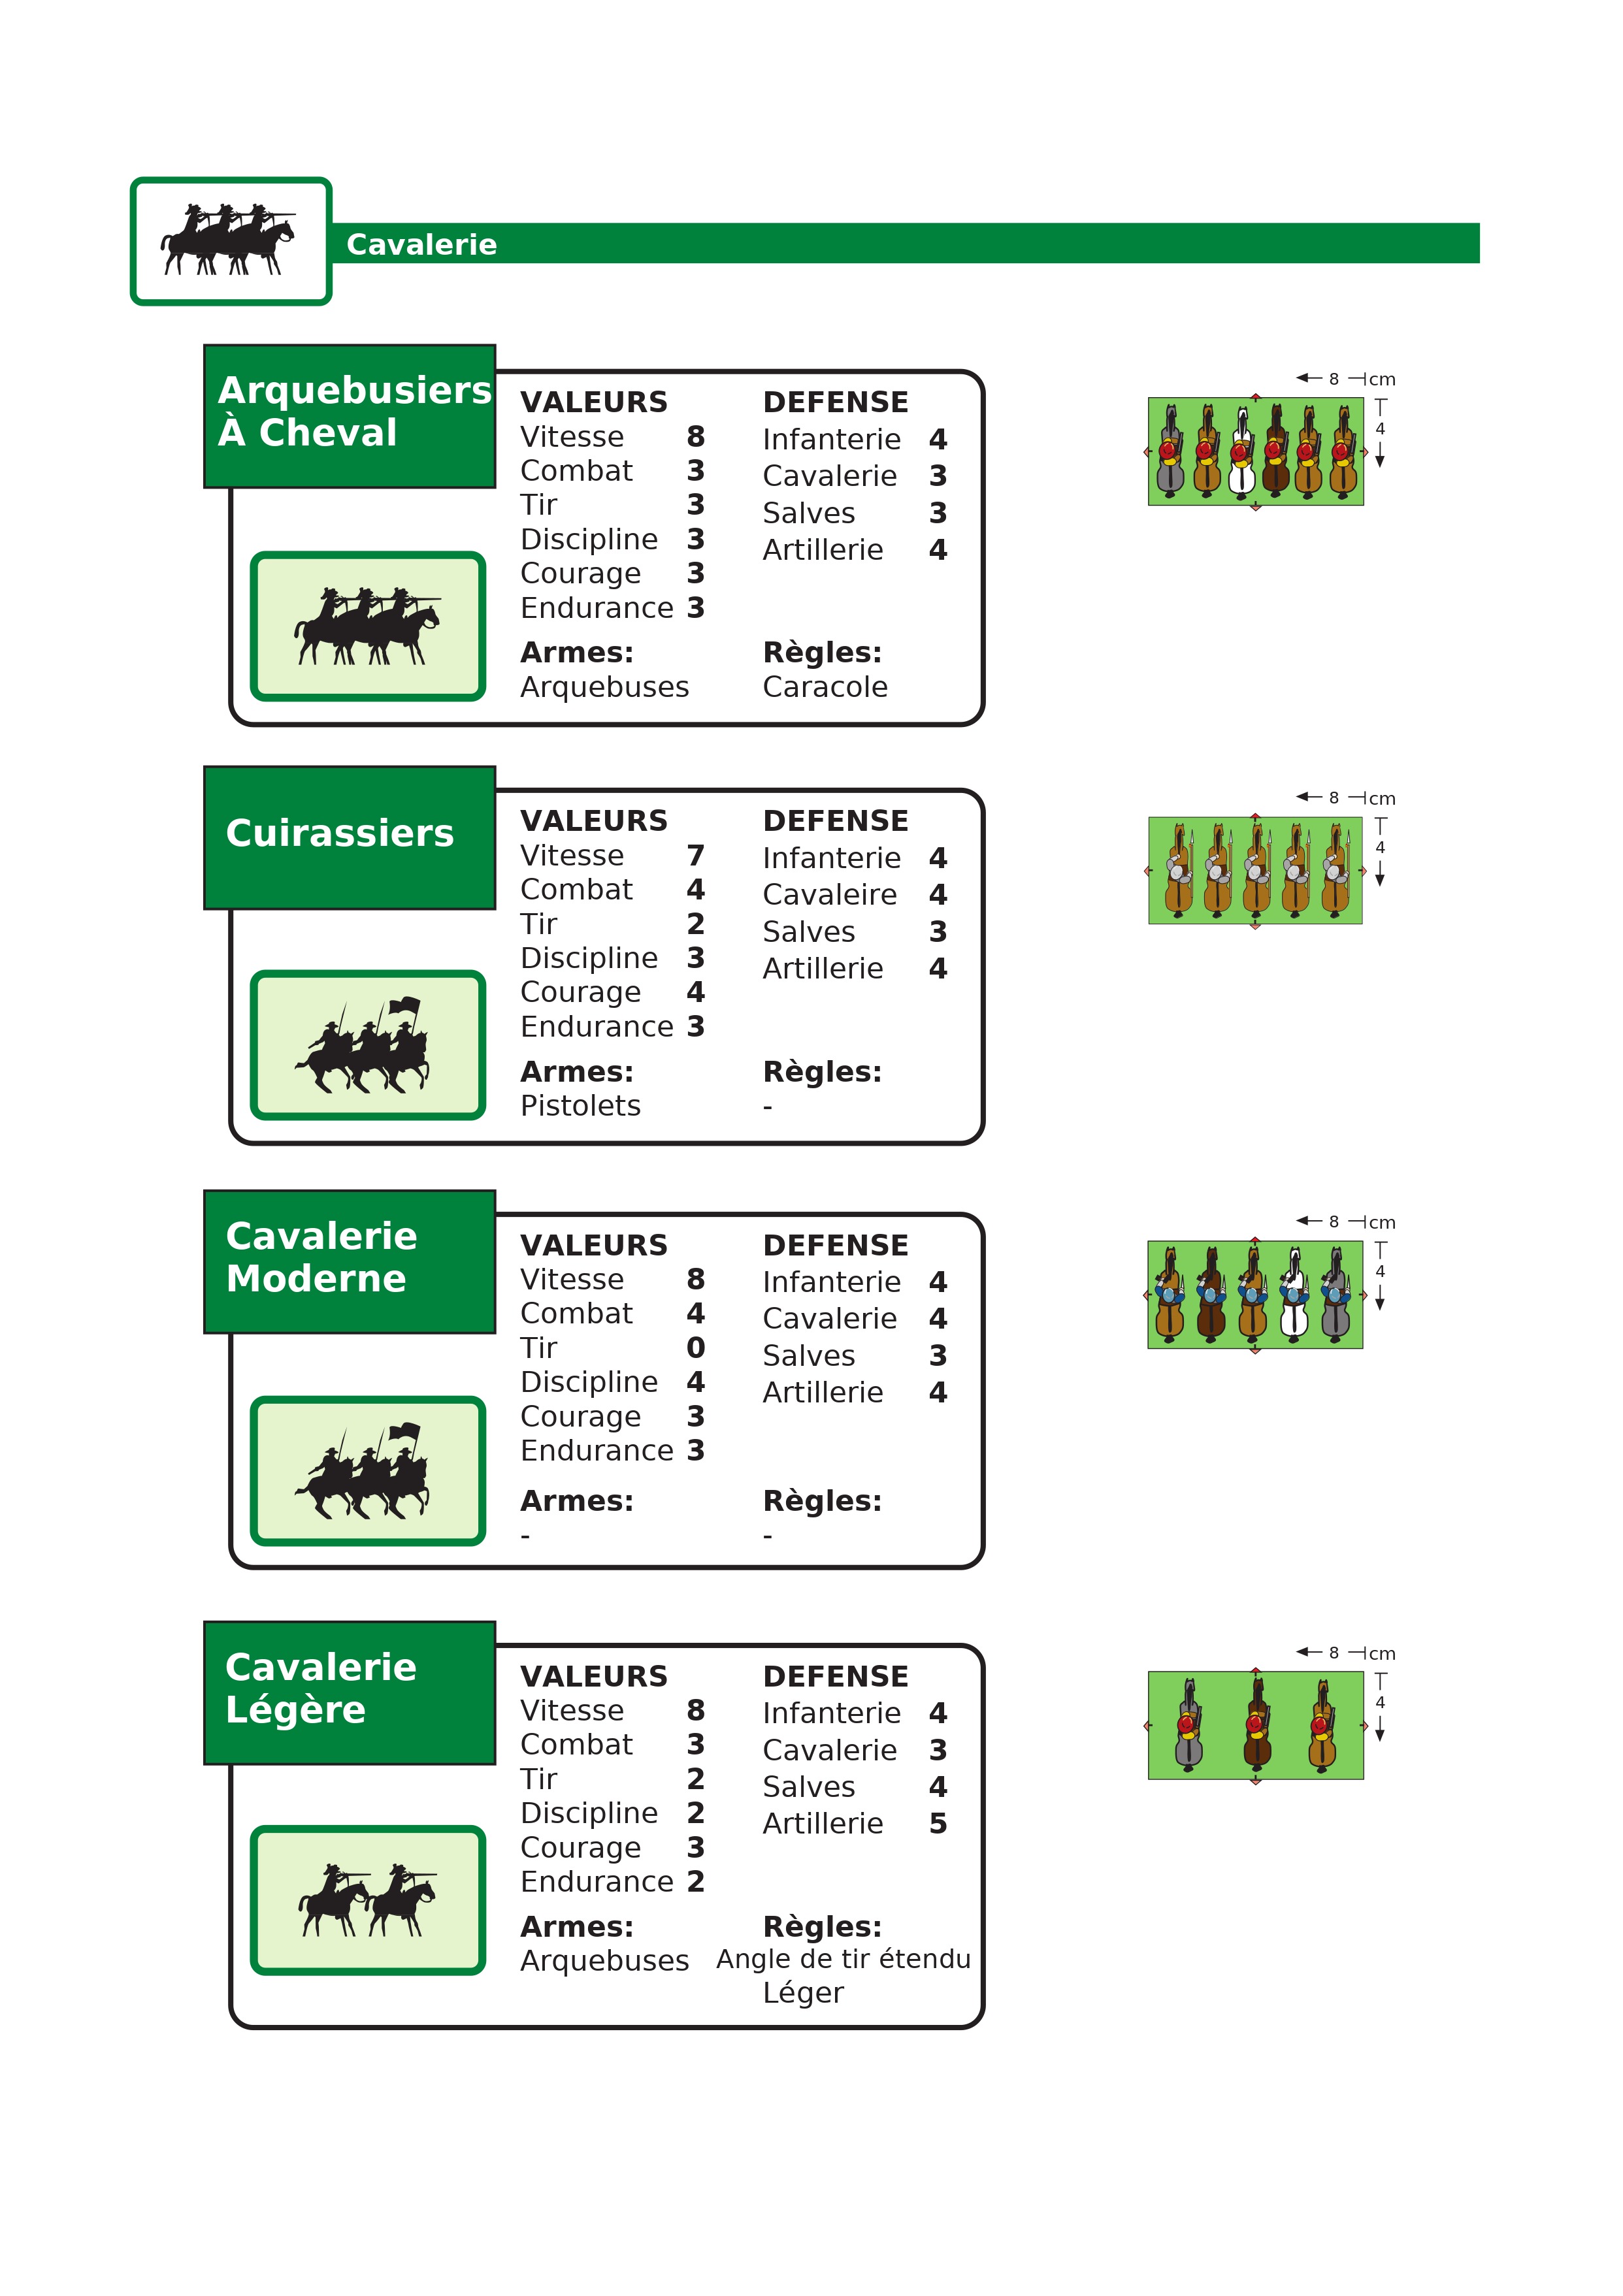 Cavalerie
Arquebusiers
À Cheval
VALEURS
Vitesse 8
Combat 3
Tir 3
Discipline 3
Courage 3
Endurance 3
Armes:
Arquebuses
DEFENSE
Infanterie 4
Cavalerie 3
Salves 3
Artillerie 4
Règles:
Caracole
8 cm
4
Cuirassiers
VALEURS
Vitesse 7
Combat 4
Tir 2
Discipline 3
Courage 4
Endurance 3
Armes:
Pistolets
DEFENSE
Infanterie 4
Cavaleire 4
Salves 3
Artillerie 4
Règles:
-
8 cm
4
Cavalerie
Moderne
VALEURS
Vitesse 8
Combat 4
Tir 0
Discipline 4
Courage 3
Endurance 3
Armes:
-
DEFENSE
Infanterie 4
Cavalerie 4
Salves 3
Artillerie 4
Règles:
-
8 cm
4
Cavalerie
Légère
VALEURS
Vitesse 8
Combat 3
Tir 2
Discipline 2
Courage 3
Endurance 2
Armes:
Arquebuses
DEFENSE
Infanterie 4
Cavalerie 3
Salves 4
Artillerie 5
Règles:
Angle de tir étendu
Léger
8 cm
4